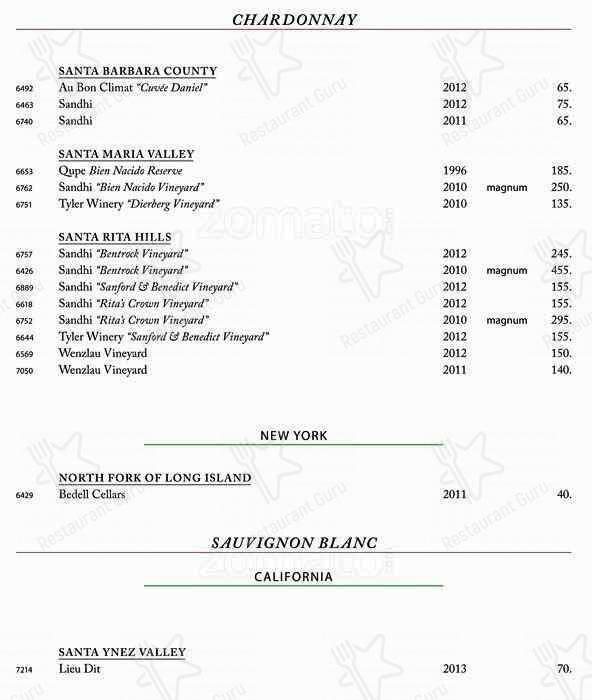 CHARDONNAY
SANTA BARBARA COUNTY
6492 Au Bon Climat “Cuvée Daniel” 2012 65.
6463 Sandhi 2012 75.
6740 Sandhi 2011 65.
SANTA MARIA VALLEY
6653 Qupe Bien Nacido Reserve 1996 185.
6762 Sandhi “Bien Nacido Vineyard” 2010 magnum 250.
6751 Tyler Winery “Dierberg Vineyard” 2010 135.
SANTA RITA HILLS
6757 Sandhi “Bentrock Vineyard” 2012 245.
6426 Sandhi “Bentrock Vineyard” 2010 magnum 455.
6889 Sandhi “Sanford & Benedict Vineyard” 2012 155.
6618 Sandhi “Rita’s Crown Vineyard” 2012 155.
6752 Sandhi “Rita’s Crown Vineyard” 2010 magnum 295.
6644 Tyler Winery “Sanford & Benedict Vineyard” 2012 155.
6569 Wenzlau Vineyard 2012 150.
7050 Wenzlau Vineyard 2011 140.
NEW YORK
NORTH FORK OF LONG ISLAND
6429 Bedell Cellars 2011 40.
SAUVIGNON BLANC
CALIFORNIA
SANTA YNEZ VALLEY
7214 Lieu Dit 2013 70.
zomato.com
Restaurant Guru